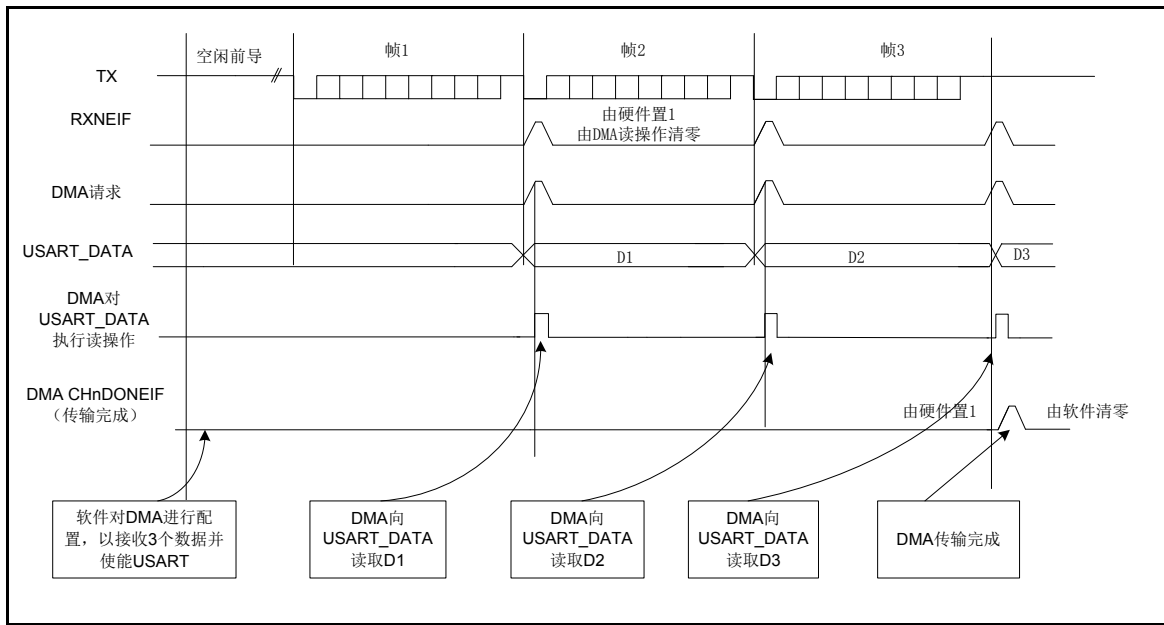 空闲前导
帧1
帧2
帧3
TX
RXNEIF
由硬件置1
由DMA读操作清零
DMA请求
USART_DATA
D1
D2
D3
DMA对
USART_DATA
执行读操作
DMA CHnDONEIF
（传输完成）
由硬件置1
由软件清零
软件对DMA进行配
置，以接收3个数据并
使能USART
DMA向
USART_DATA
读取D1
DMA向
USART_DATA
读取D2
DMA向
USART_DATA
读取D3
DMA传输完成